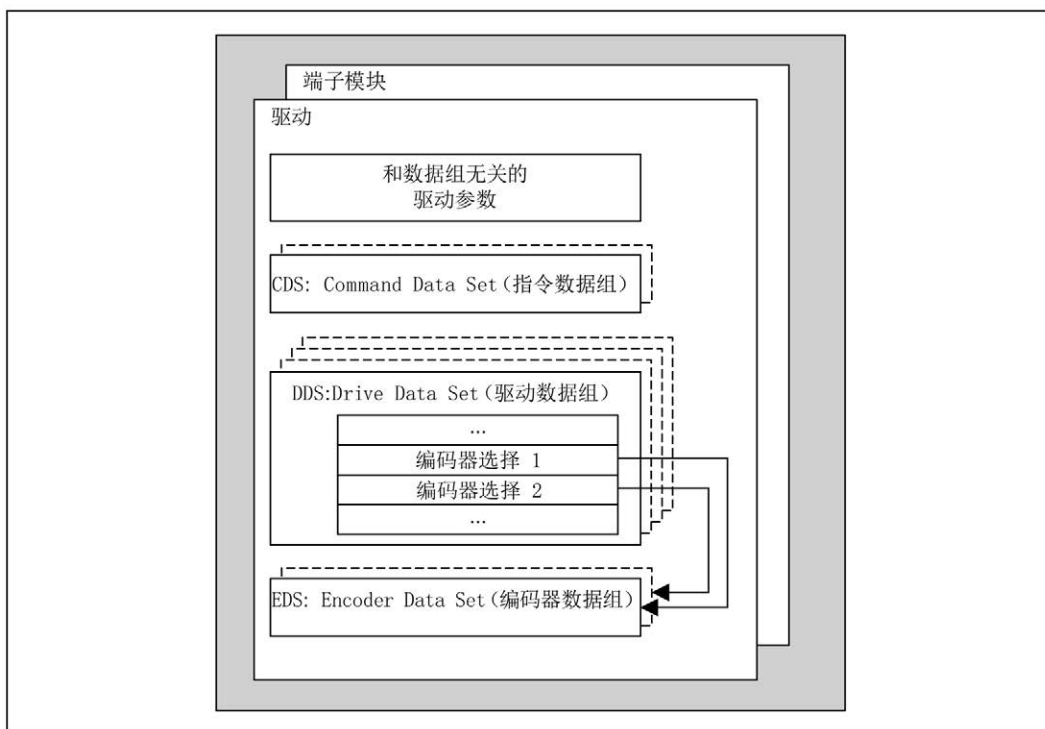 端子模块
驱动
和数据组无关的
驱动参数
CDS: Command Data Set(指令数据组)
DDS:Drive Data Set(驱动数据组)
…
编码器选择 1
编码器选择 2
…
EDS: Encoder Data Set(编码器数据组)